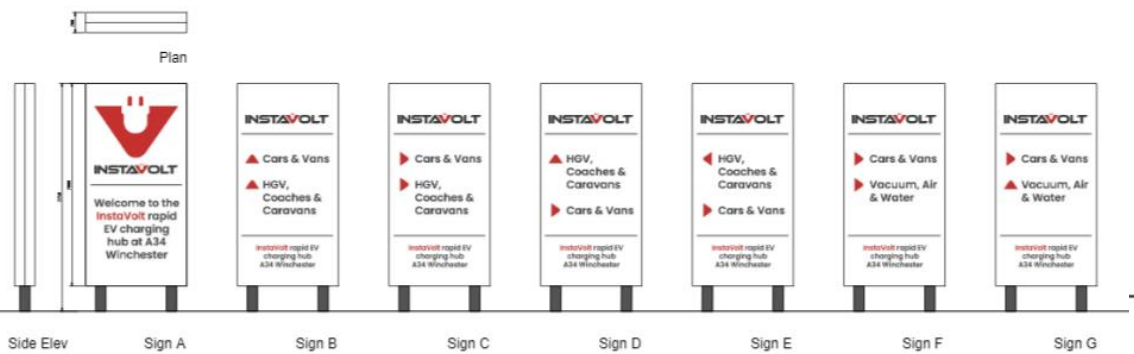 Plan
INSTAVOLT
Welcome to the
InstaVolt rapid
EV charging
hub at A34
Winchester
INSTAVOLT
Cars & Vans
HGV,
Coaches &
Caravans
InstaVolt rapid EV
charging hub
A34 Winchester
INSTAVOLT
Cars & Vans
HGV,
Coaches &
Caravans
InstaVolt rapid EV
charging hub
A34 Winchester
INSTAVOLT
HGV,
Coaches &
Caravans
Cars & Vans
InstaVolt rapid EV
charging hub
A34 Winchester
INSTAVOLT
HGV,
Coaches &
Caravans
Cars & Vans
InstaVolt rapid EV
charging hub
A34 Winchester
INSTAVOLT
Cars & Vans
Vacuum, Air
& Water
InstaVolt rapid EV
charging hub
A34 Winchester
INSTAVOLT
Cars & Vans
Vacuum, Air
& Water
InstaVolt rapid EV
charging hub
A34 Winchester
Side Elev
Sign A
Sign B
Sign C
Sign D
Sign E
Sign F
Sign G